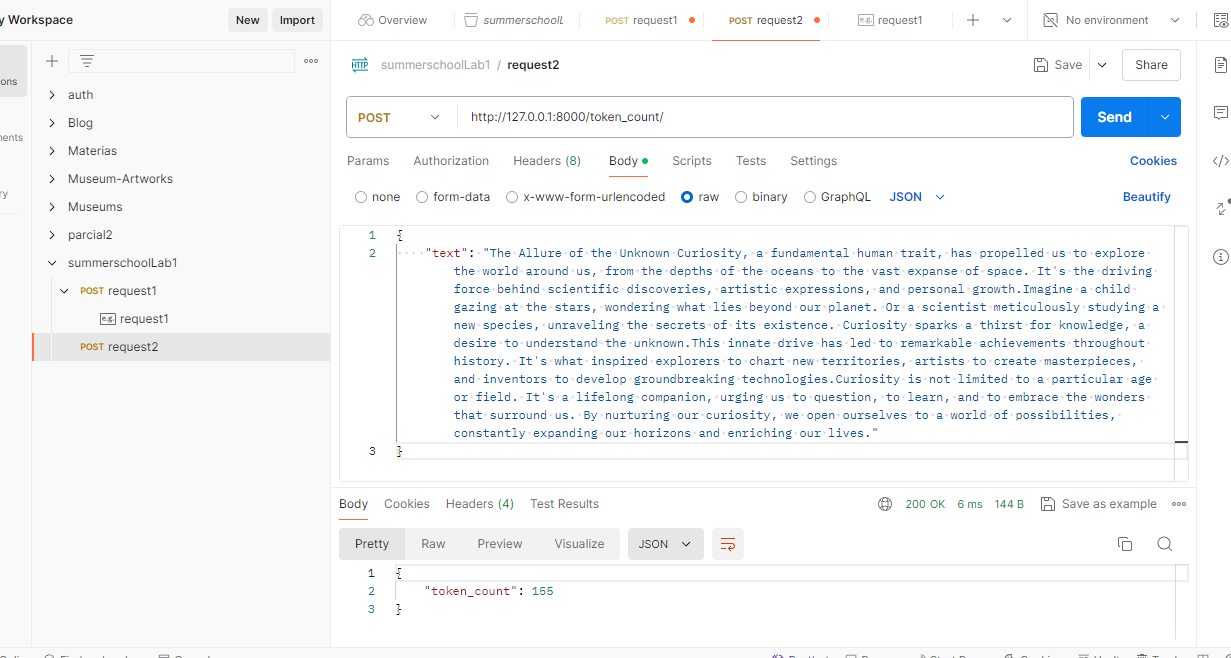 y Workspace
New
Import
Overview
summerschooll
POST request1
POST request2
e.g. request1
No environment
ons
ents
ry
auth
Blog
Materias
Museum-Artworks
Museums
parcial2
summerschoolLab1
POST request1
e.g. request1
POST request2
HTTP summerschoolLab1 / request2
Save
Share
POST
http://127.0.0.1:8000/token_count/
Send
Params Authorization Headers (8) Body Scripts Tests Settings
Cookies
none form-data x-www-form-urlencoded raw binary GraphQL JSON
Beautify
1 {
2 "text": "The Allure of the Unknown Curiosity, a fundamental human trait, has propelled us to explore
the world around us, from the depths of the oceans to the vast expanse of space. It's the driving
force behind scientific discoveries, artistic expressions, and personal growth.Imagine a child
gazing at the stars, wondering what lies beyond our planet. Or a scientist meticulously studying a
new species, unraveling the secrets of its existence. Curiosity sparks a thirst for knowledge, a
desire to understand the unknown.This innate drive has led to remarkable achievements throughout
history. It's what inspired explorers to chart new territories, artists to create masterpieces,
and inventors to develop groundbreaking technologies.Curiosity is not limited to a particular age
or field. It's a lifelong companion, urging us to question, to learn, and to embrace the wonders
that surround us. By nurturing our curiosity, we open ourselves to a world of possibilities,
constantly expanding our horizons and enriching our lives."
3 }
Body Cookies Headers (4) Test Results
200 OK 6 ms 144 B Save as example
Pretty Raw Preview Visualize JSON
1 {
2 "token_count": 155
3 }